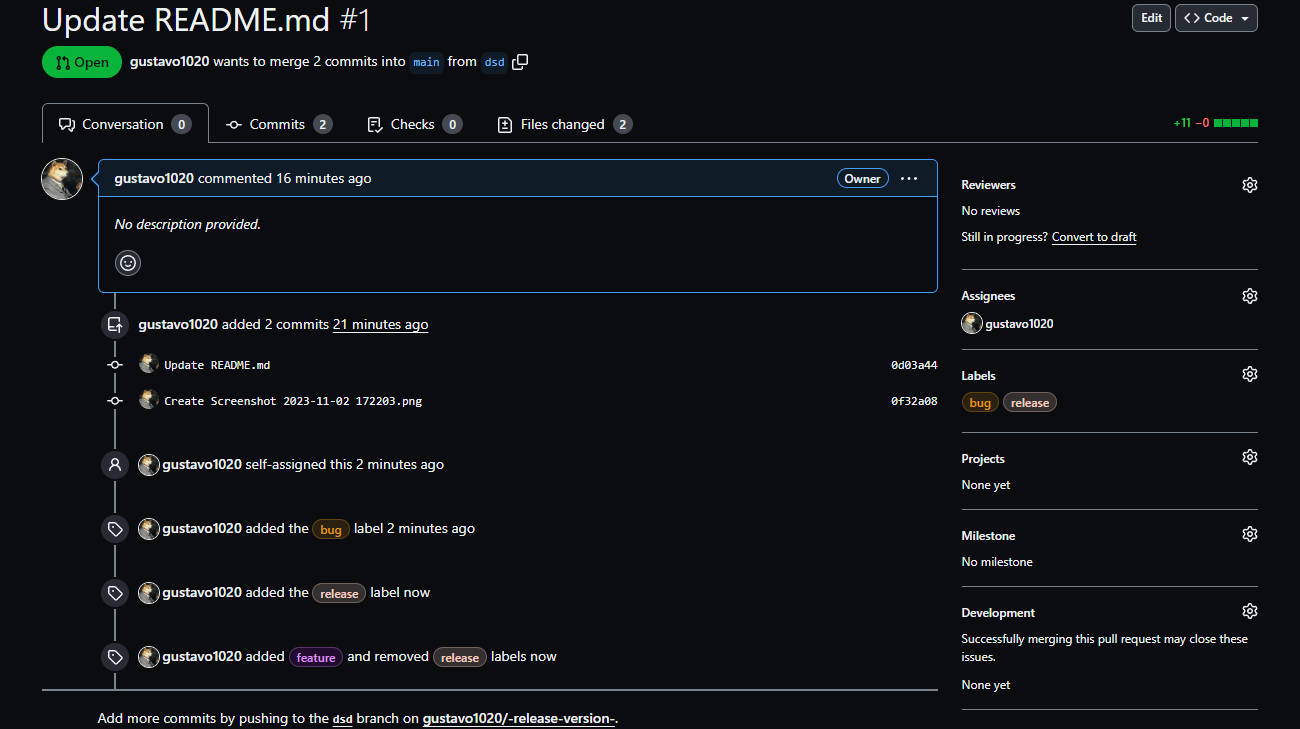 Update README.md #1
Edit
<> Code
Open
gustavo1020 wants to merge 2 commits into main from dsd
Conversation 0
Commits 2
Checks 0
Files changed 2
+11 −0
gustavo1020 commented 16 minutes ago
Owner
No description provided.
gustavo1020 added 2 commits 21 minutes ago
Update README.md 0d03a44
Create Screenshot 2023-11-02 172203.png 0f32a08
gustavo1020 self-assigned this 2 minutes ago
gustavo1020 added the bug label 2 minutes ago
gustavo1020 added the release label now
gustavo1020 added feature and removed release labels now
Add more commits by pushing to the dsd branch on gustavo1020/-release-version-.
Reviewers
No reviews
Still in progress? Convert to draft
Assignees
gustavo1020
Labels
bug release
Projects
None yet
Milestone
No milestone
Development
Successfully merging this pull request may close these
issues.
None yet